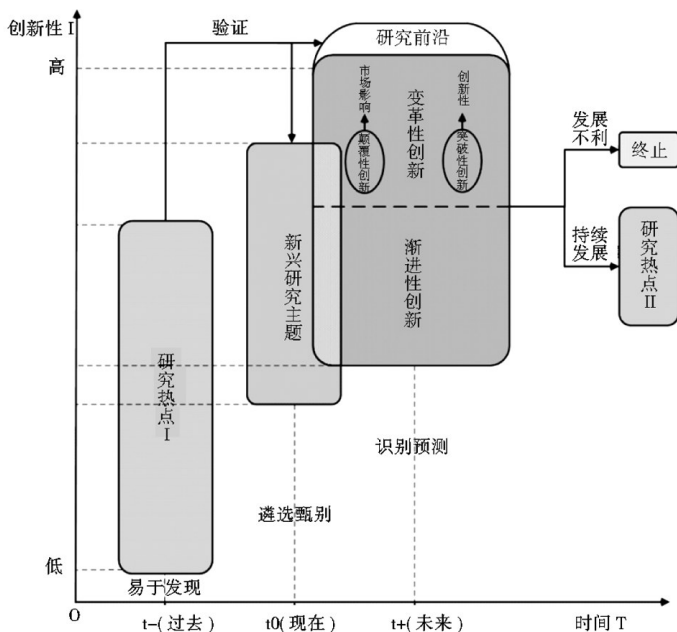 创新性 I
验证
研究前沿
高
市场影响
颠覆性创新
变革性创新
创新性
突破性创新
发展
不利
终止
新兴研究主题
渐进性创新
持续
发展
研究热点 II
研究热点 I
识别预测
遴选甄别
低
易于发现
O
t-(过去)
t0(现在)
t+(未来)
时间 T